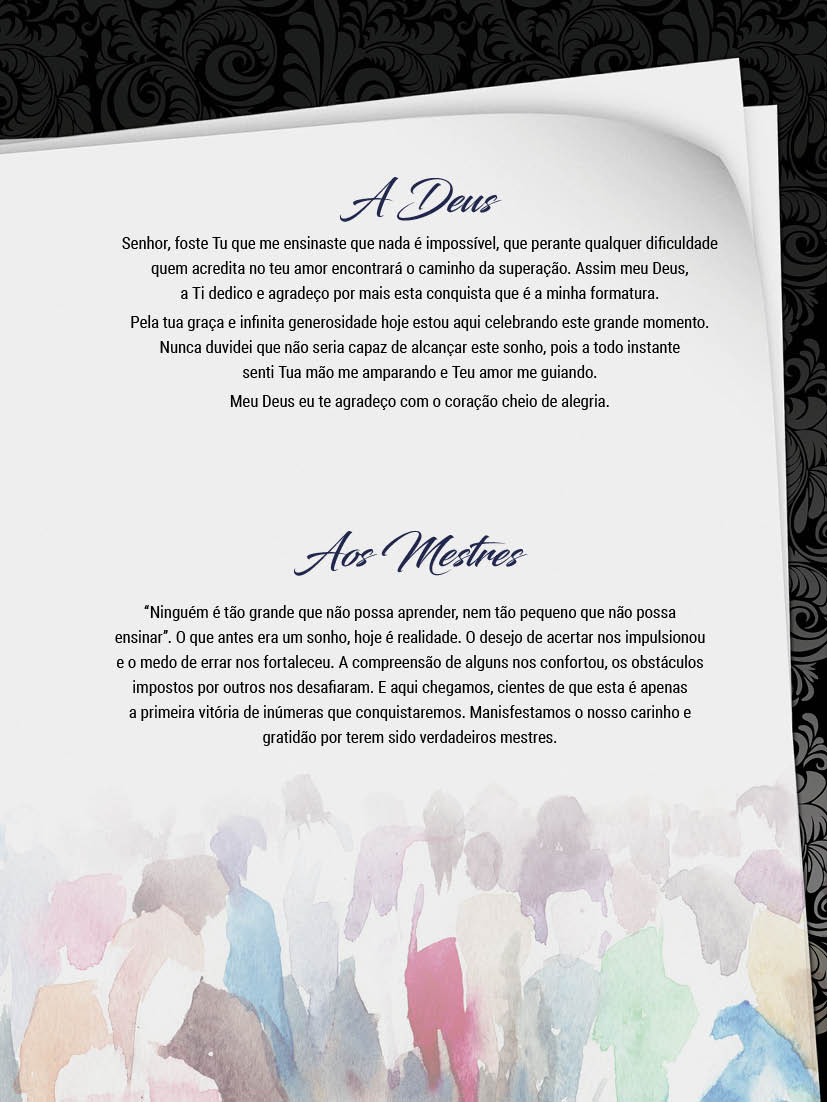 A Deus
Senhor, foste Tu que me ensinaste que nada é impossível, que perante qualquer dificuldade
quem acredita no teu amor encontrará o caminho da superação. Assim meu Deus,
a Ti dedico e agradeço por mais esta conquista que é a minha formatura.
Pela tua graça e infinita generosidade hoje estou aqui celebrando este grande momento.
Nunca duvidei que não seria capaz de alcançar este sonho, pois a todo instante
senti Tua mão me amparando e Teu amor me guiando.
Meu Deus eu te agradeço com o coração cheio de alegria.
Aos Mestres
“Ninguém é tão grande que não possa aprender, nem tão pequeno que não possa
ensinar”. O que antes era um sonho, hoje é realidade. O desejo de acertar nos impulsionou
e o medo de errar nos fortaleceu. A compreensão de alguns nos confortou, os obstáculos
impostos por outros nos desafiaram. E aqui chegamos, cientes de que esta é apenas
a primeira vitória de inúmeras que conquistaremos. Manisfestamos o nosso carinho e
gratidão por terem sido verdadeiros mestres.